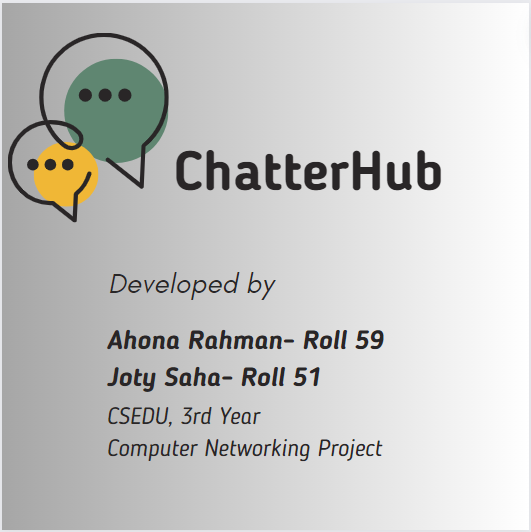 ChatterHub
Developed by
Ahona Rahman- Roll 59
Joty Saha- Roll 51
CSEDU, 3rd Year
Computer Networking Project